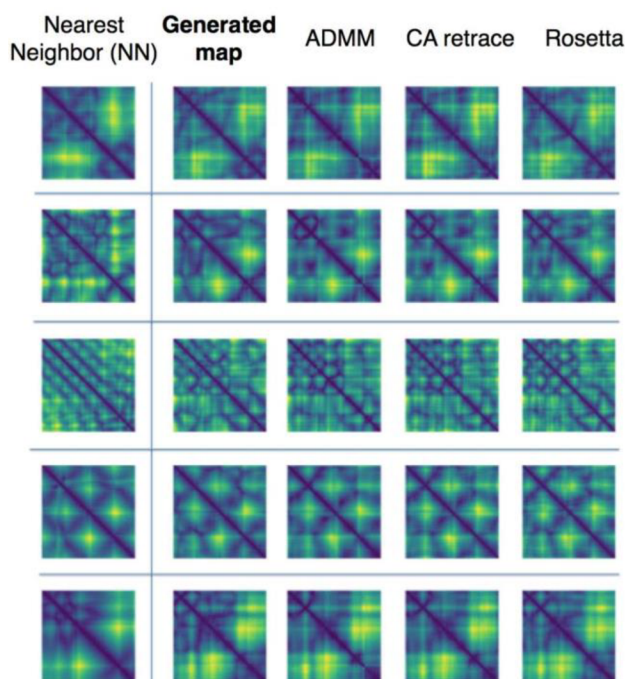 Nearest
Neighbor (NN)
Generated
map
ADMM
CA retrace
Rosetta